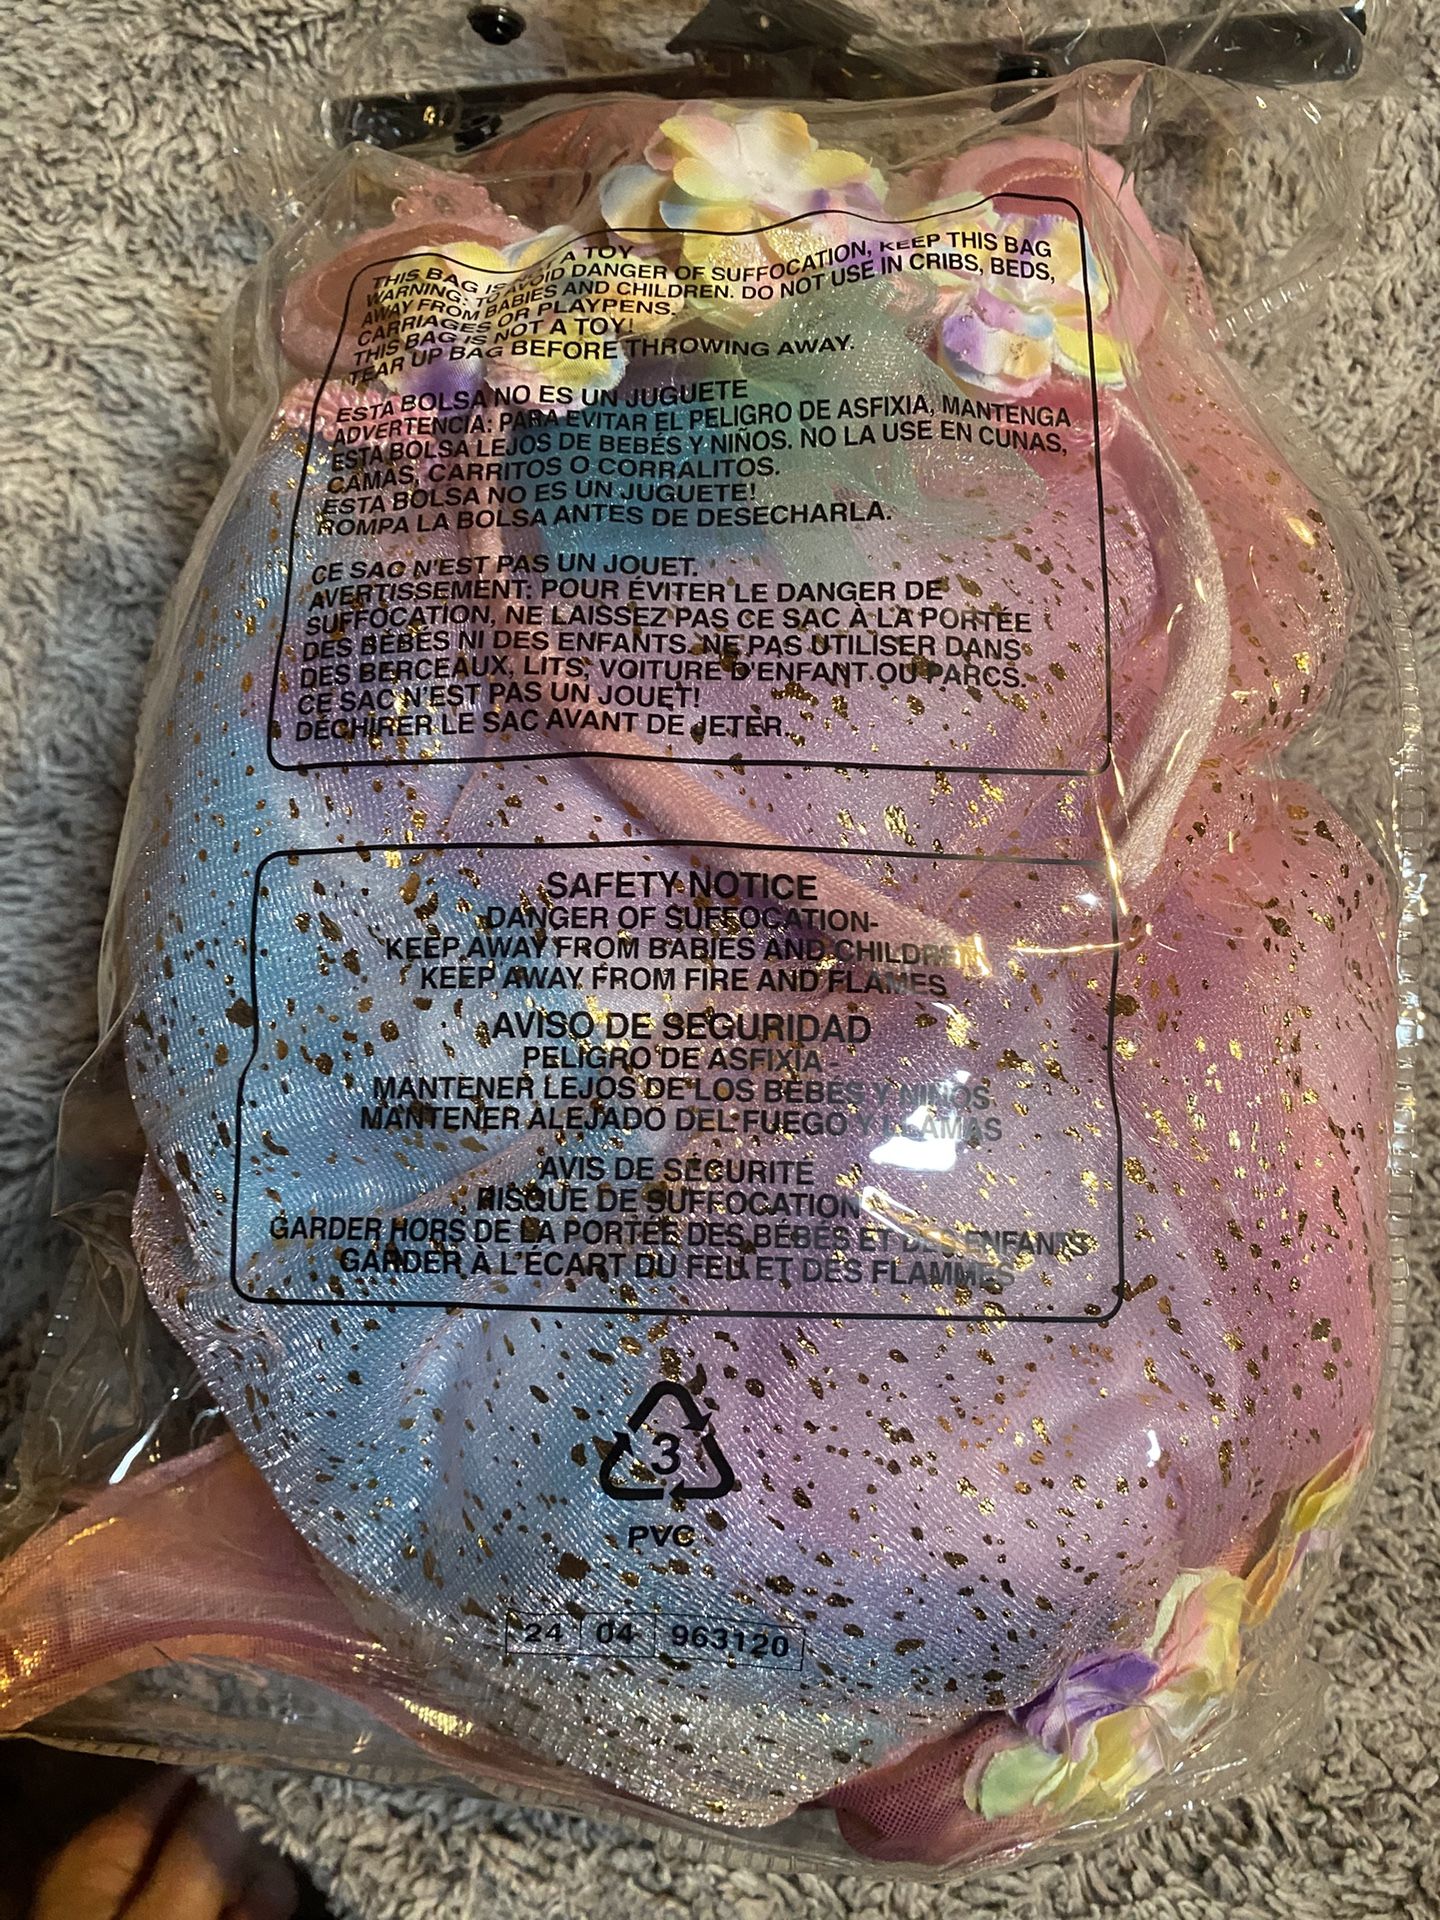 THIS BAG IS A TOY
WARNING: TO AVOID DANGER OF SUFFOCATION, KEEP THIS BAG
AWAY FROM BABIES AND CHILDREN. DO NOT USE IN CRIBS, BEDS,
CARRIAGES OR PLAYPENS.
THIS BAG IS NOT A TOY!
TEAR UP BAG BEFORE THROWING AWAY.
ESTA BOLSA NO ES UN JUGUETE
ADVERTENCIA: PARA EVITAR EL PELIGRO DE ASFIXIA, MANTENGA
ESTA BOLSA LEJOS DE BEBÉS Y NIÑOS. NO LA USE EN CUNAS,
CAMAS, CARRITOS O CORRALITOS.
ESTA BOLSA NO ES UN JUGUETE!
ROMPA LA BOLSA ANTES DE DESECHARLA.
CE SAC N'EST PAS UN JOUET.
AVERTISSEMENT: POUR ÉVITER LE DANGER DE
SUFFOCATION, NE LAISSEZ PAS CE SAC À LA PORTÉE
DES BÉBÉS NI DES ENFANTS. NE PAS UTILISER DANS
DES BERCEAUX, LITS, VOITURE D'ENFANT OU PARCS.
CE SAC N'EST PAS UN JOUET!
DÉCHIRER LE SAC AVANT DE JETER.
SAFETY NOTICE
DANGER OF SUFFOCATION-
KEEP AWAY FROM BABIES AND CHILDREN
KEEP AWAY FROM FIRE AND FLAMES
AVISO DE SEGURIDAD
PELIGRO DE ASFIXIA -
MANTENER LEJOS DE LOS BEBÉS Y NIÑOS
MANTENER ALEJADO DEL FUEGO Y LLAMAS
AVIS DE SÉCURITÉ
RISQUE DE SUFFOCATION
GARDER HORS DE LA PORTÉE DES BÉBÉS ET DES ENFANTS
GARDER À L'ÉCART DU FEU ET DES FLAMMES
3
PVC
24 04 963120